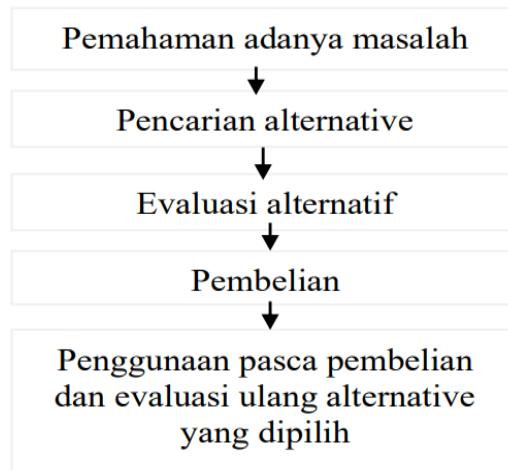 Pemahaman adanya masalah
Pencarian alternative
Evaluasi alternatif
Pembelian
Penggunaan pasca pembelian
dan evaluasi ulang alternative
yang dipilih